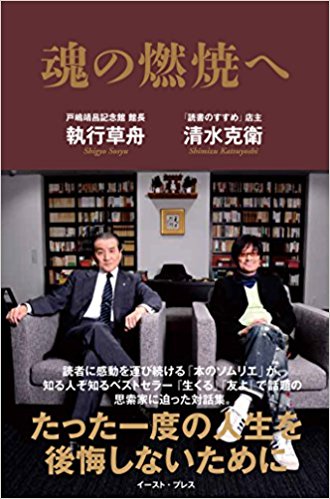 魂の燃焼へ
戸嶋靖昌記念館 館長
執行草舟
Shigyo Sosyu
「読書のすすめ」店主
清水克衛
Shimizu Katsuyoshi
読者に感動を運び続ける「本のソムリエ」が、
知る人ぞ知るベストセラー『生くる』『友よ』で話題の
思索家に迫った対話集。
たった一度の人生を
後悔しないために
イースト・プレス